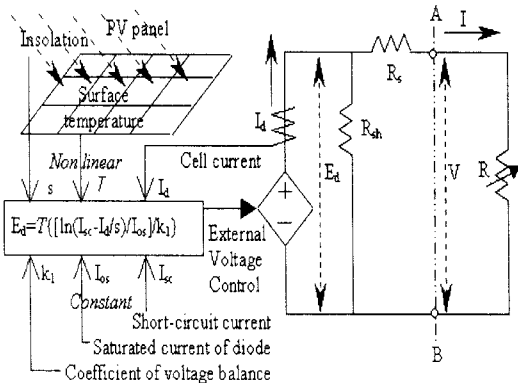 PV panel
Insolation
Surface
temperature
Non linear
Cell current
s
T
I_d
E_d=T{[ln(I_sc-I_d/s)/I_os]/k_1}
k_1
I_os
I_sc
Constant
Short-circuit current
Saturated current of diode
Coefficient of voltage balance
External
Voltage
Control
I_d
+
−
E_d
R_sh
R_s
A
I
V
R
B